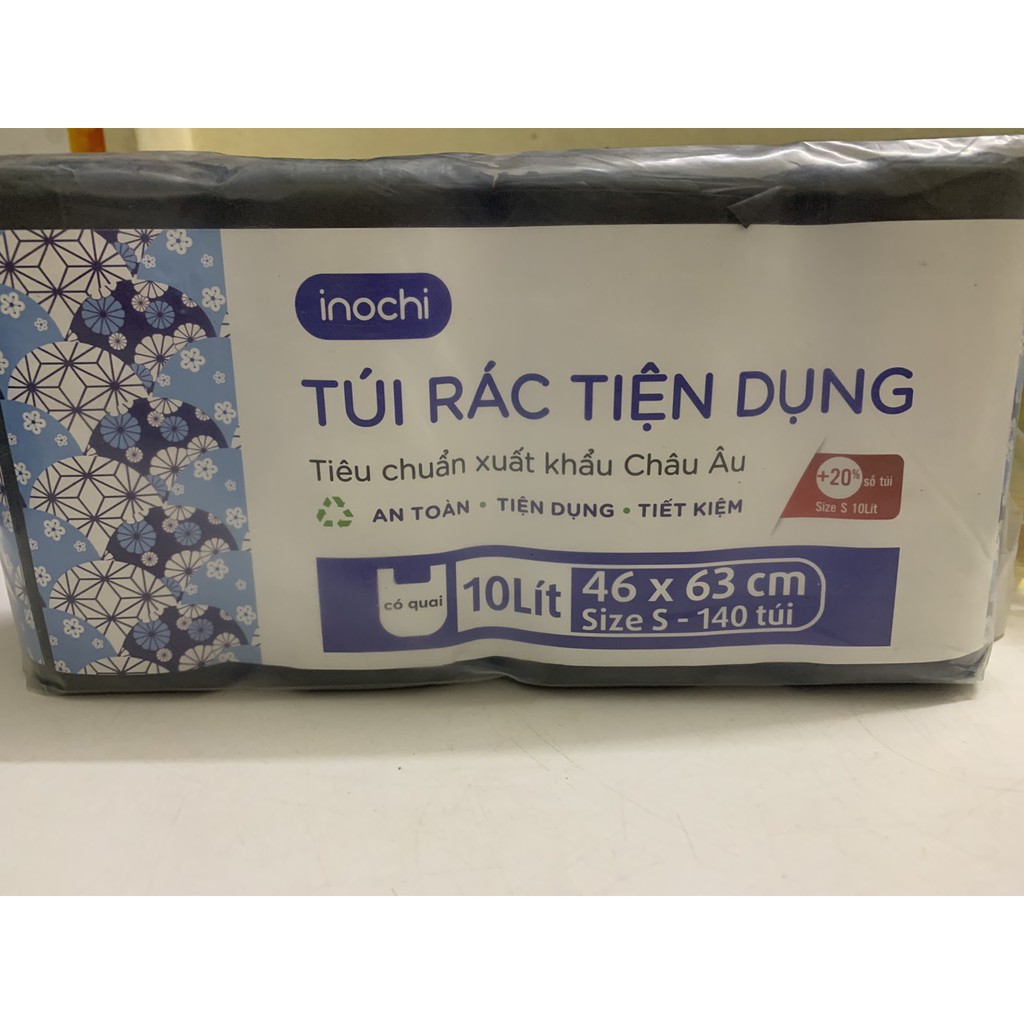 inochi
TÚI RÁC TIỆN DỤNG
Tiêu chuẩn xuất khẩu Châu Âu
AN TOÀN • TIỆN DỤNG • TIẾT KIỆM
+20% số túi
Size S 10Lít
có quai
10Lít
46 x 63 cm
Size S - 140 túi